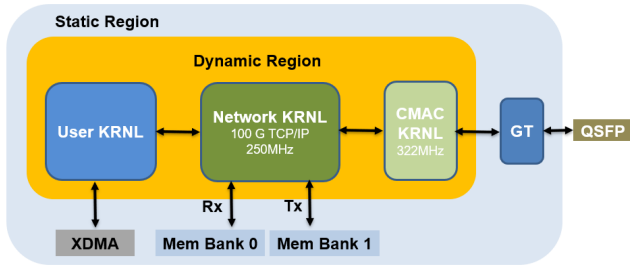 Static Region
Dynamic Region
User KRNL
Network KRNL
100 G TCP/IP
250MHz
CMAC
KRNL
322MHz
GT
QSFP
Rx
Tx
XDMA
Mem Bank 0
Mem Bank 1